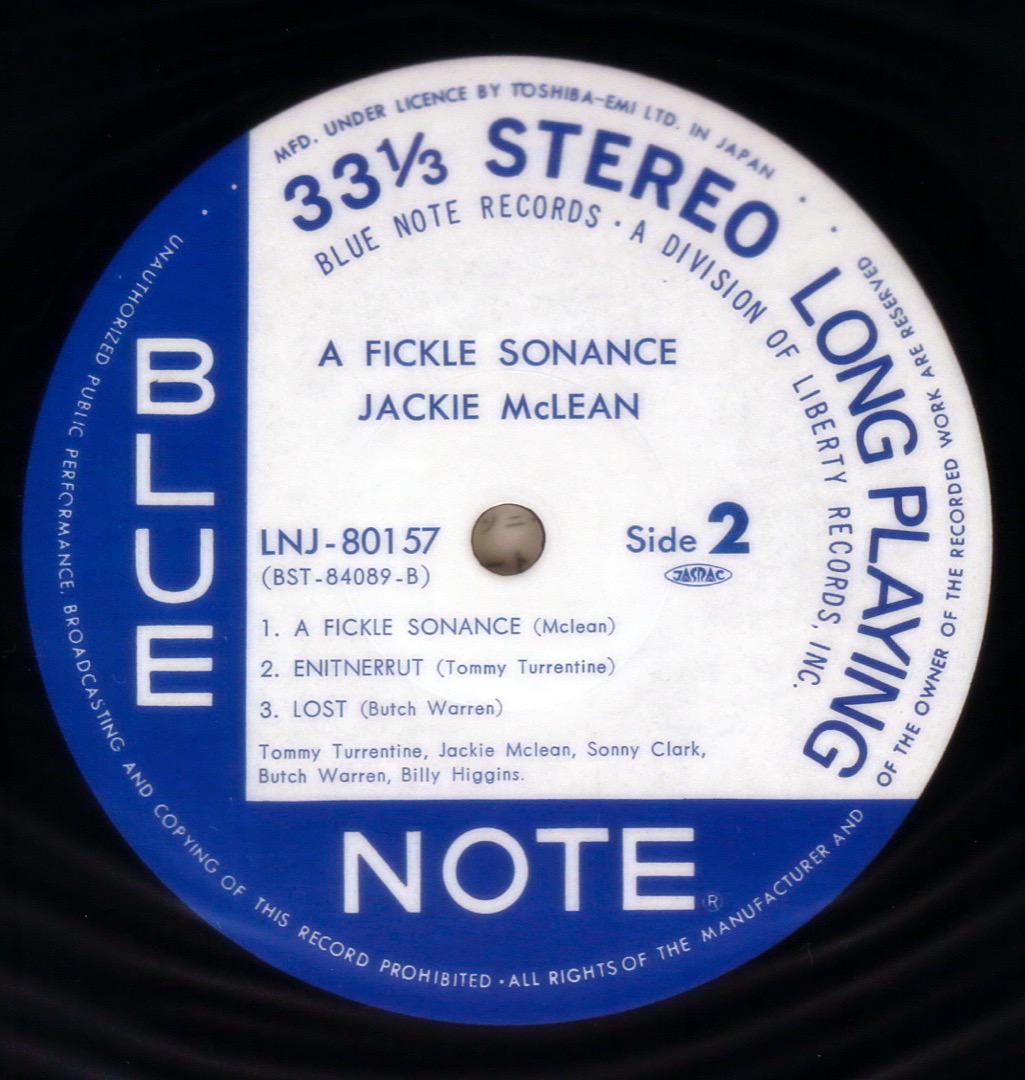 MFD. UNDER LICENCE BY TOSHIBA-EMI LTD. IN JAPAN
33⅓ STEREO LONG PLAYING
BLUE NOTE RECORDS · A DIVISION OF LIBERTY RECORDS, INC.
A FICKLE SONANCE
JACKIE McLEAN
LNJ-80157
(BST-84089-B)
Side 2
JASRAC
1. A FICKLE SONANCE (Mclean)
2. ENITNERRUT (Tommy Turrentine)
3. LOST (Butch Warren)
Tommy Turrentine, Jackie Mclean, Sonny Clark,
Butch Warren, Billy Higgins.
BLUE
NOTE ®
UNAUTHORIZED PUBLIC PERFORMANCE, BROADCASTING AND COPYING OF THIS RECORD PROHIBITED · ALL RIGHTS OF THE MANUFACTURER AND OF THE OWNER OF THE RECORDED WORK ARE RESERVED